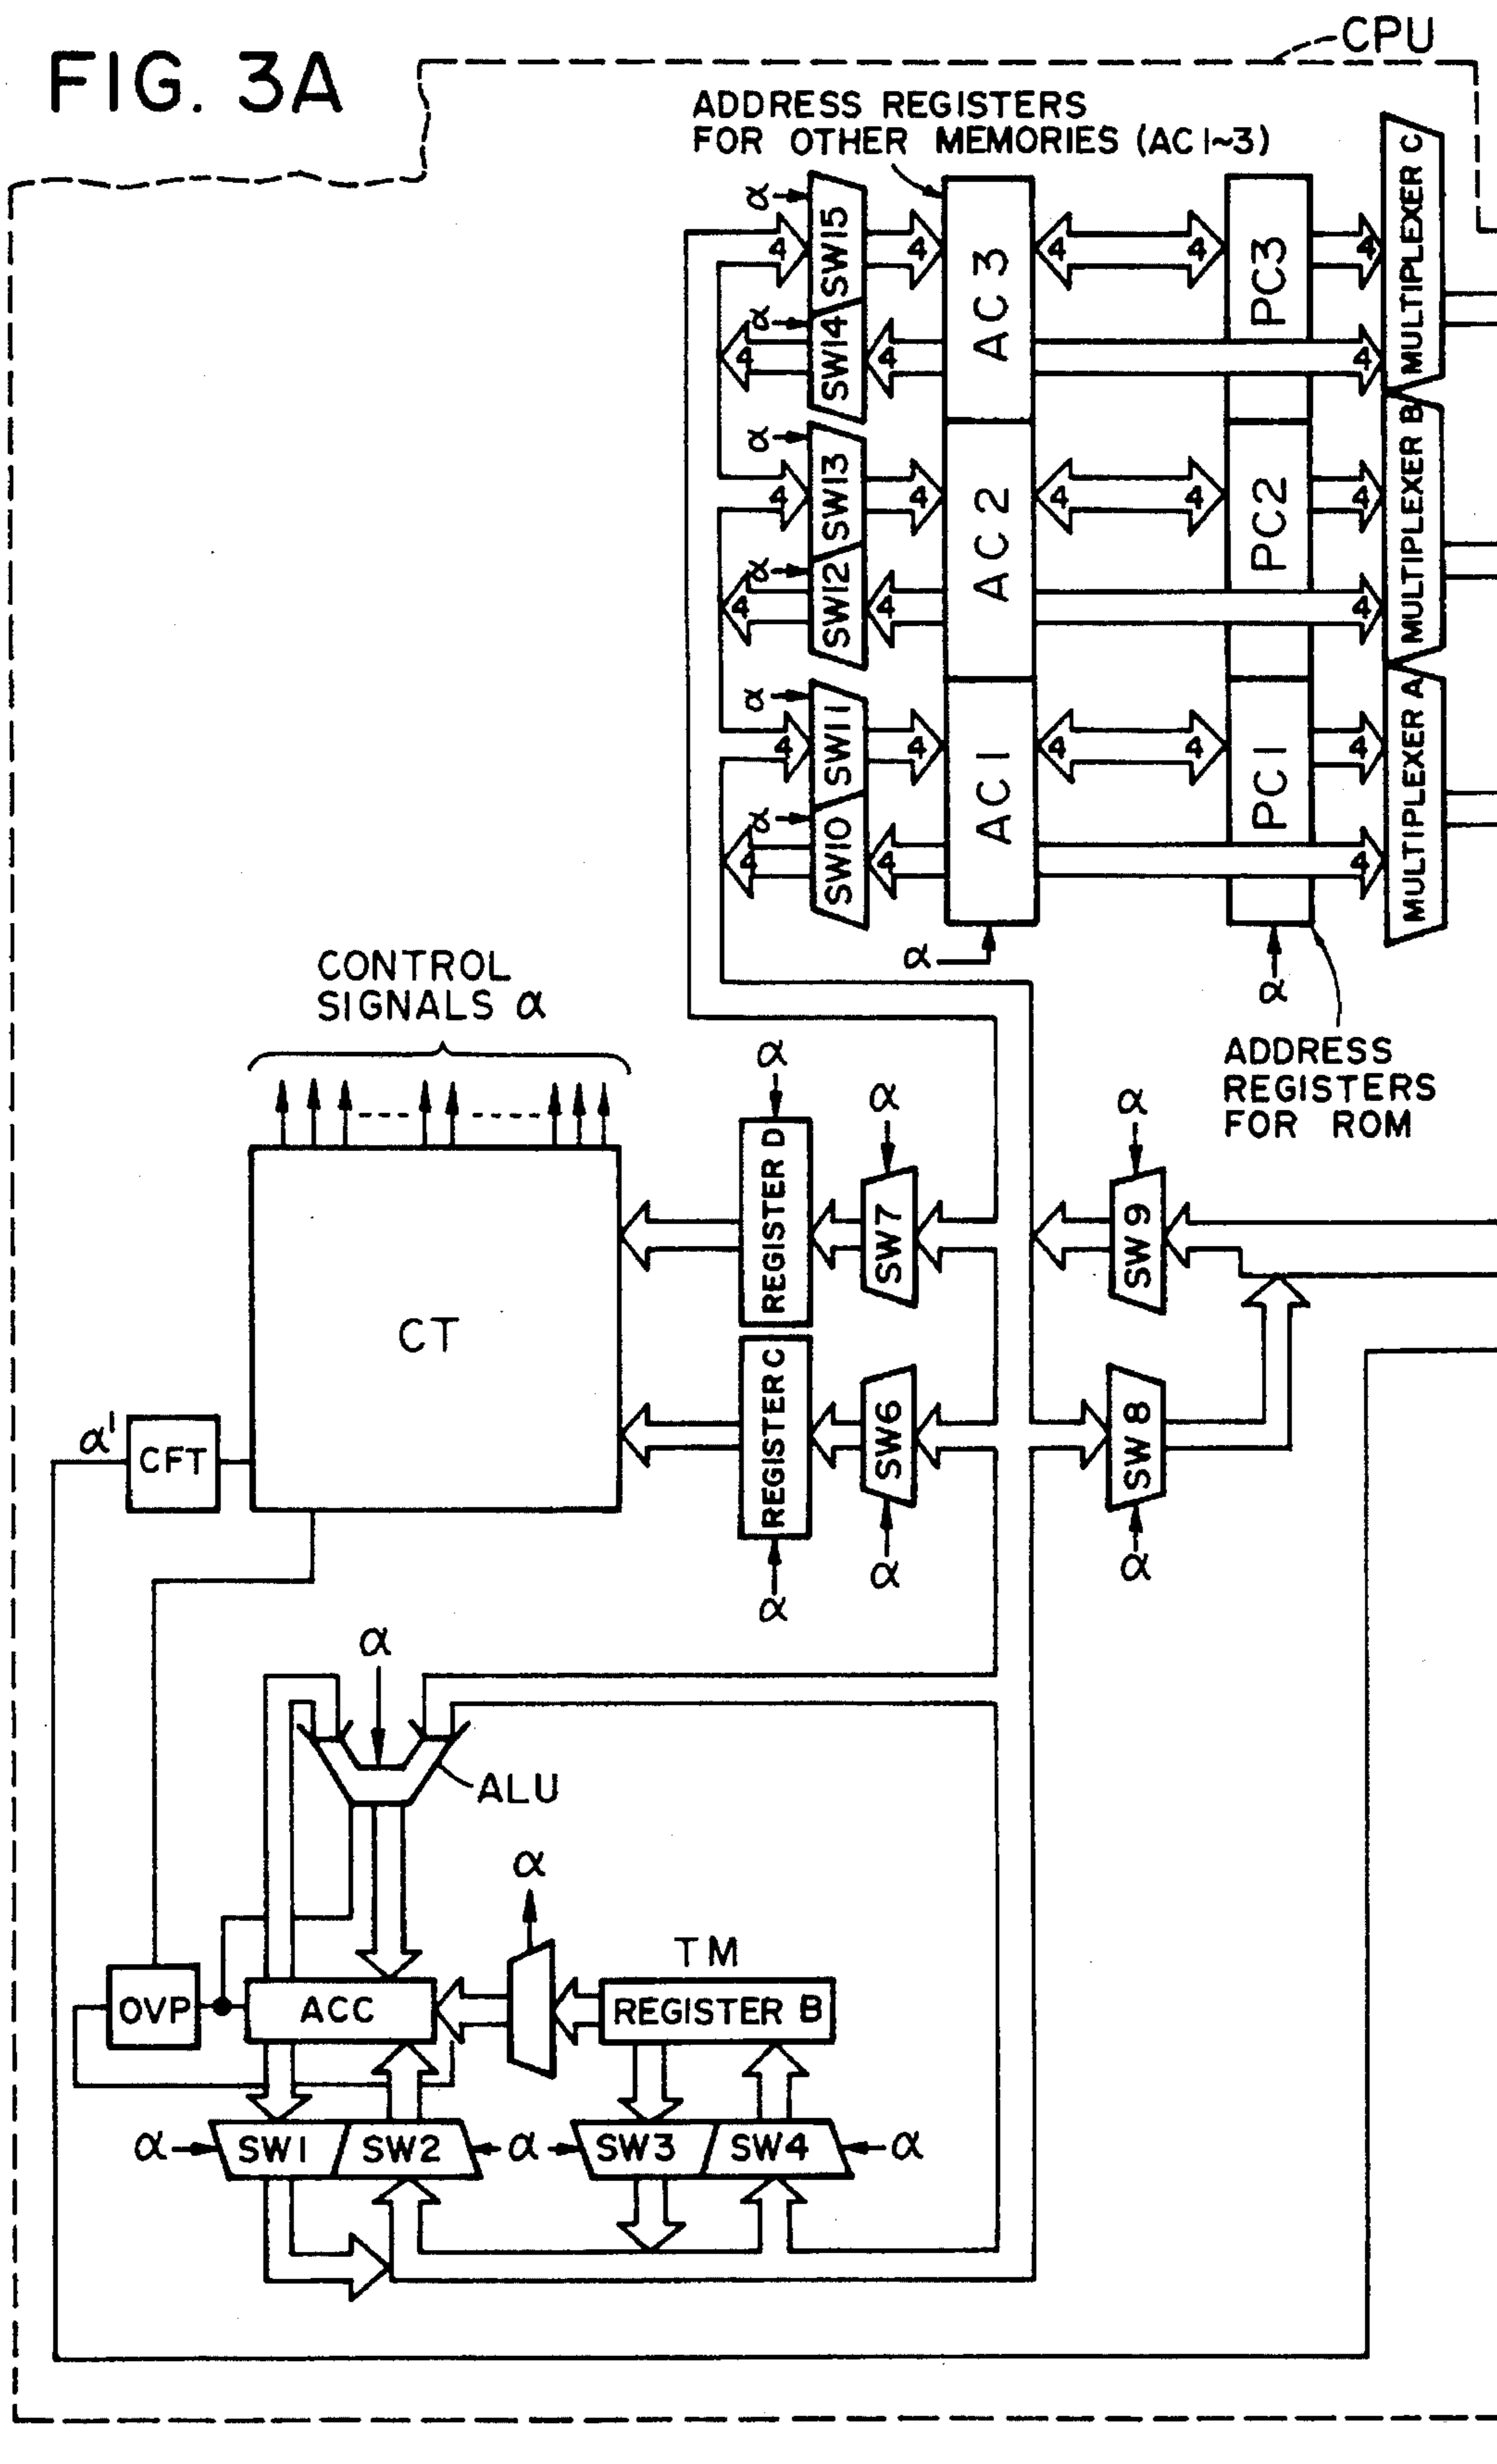 FIG. 3A
CPU
ADDRESS REGISTERS
FOR OTHER MEMORIES (AC 1~3)
α
SW15
4
4
AC3
4
4
PC3
4
MULTIPLEXER C
α
SW14
4
4
4
α
SW13
4
4
AC2
4
4
PC2
4
MULTIPLEXER B
α
SW12
4
4
4
α
SW11
4
4
AC1
4
4
PC1
4
MULTIPLEXER A
α
SW10
4
4
4
α
α
CONTROL
SIGNALS α
ADDRESS
REGISTERS
FOR ROM
α
α
α
REGISTER D
SW7
SW9
CT
REGISTER C
SW6
SW8
α'
CFT
α
α
α
α
ALU
α
TM
OVP
ACC
REGISTER B
α
SW1
SW2
α
SW3
SW4
α